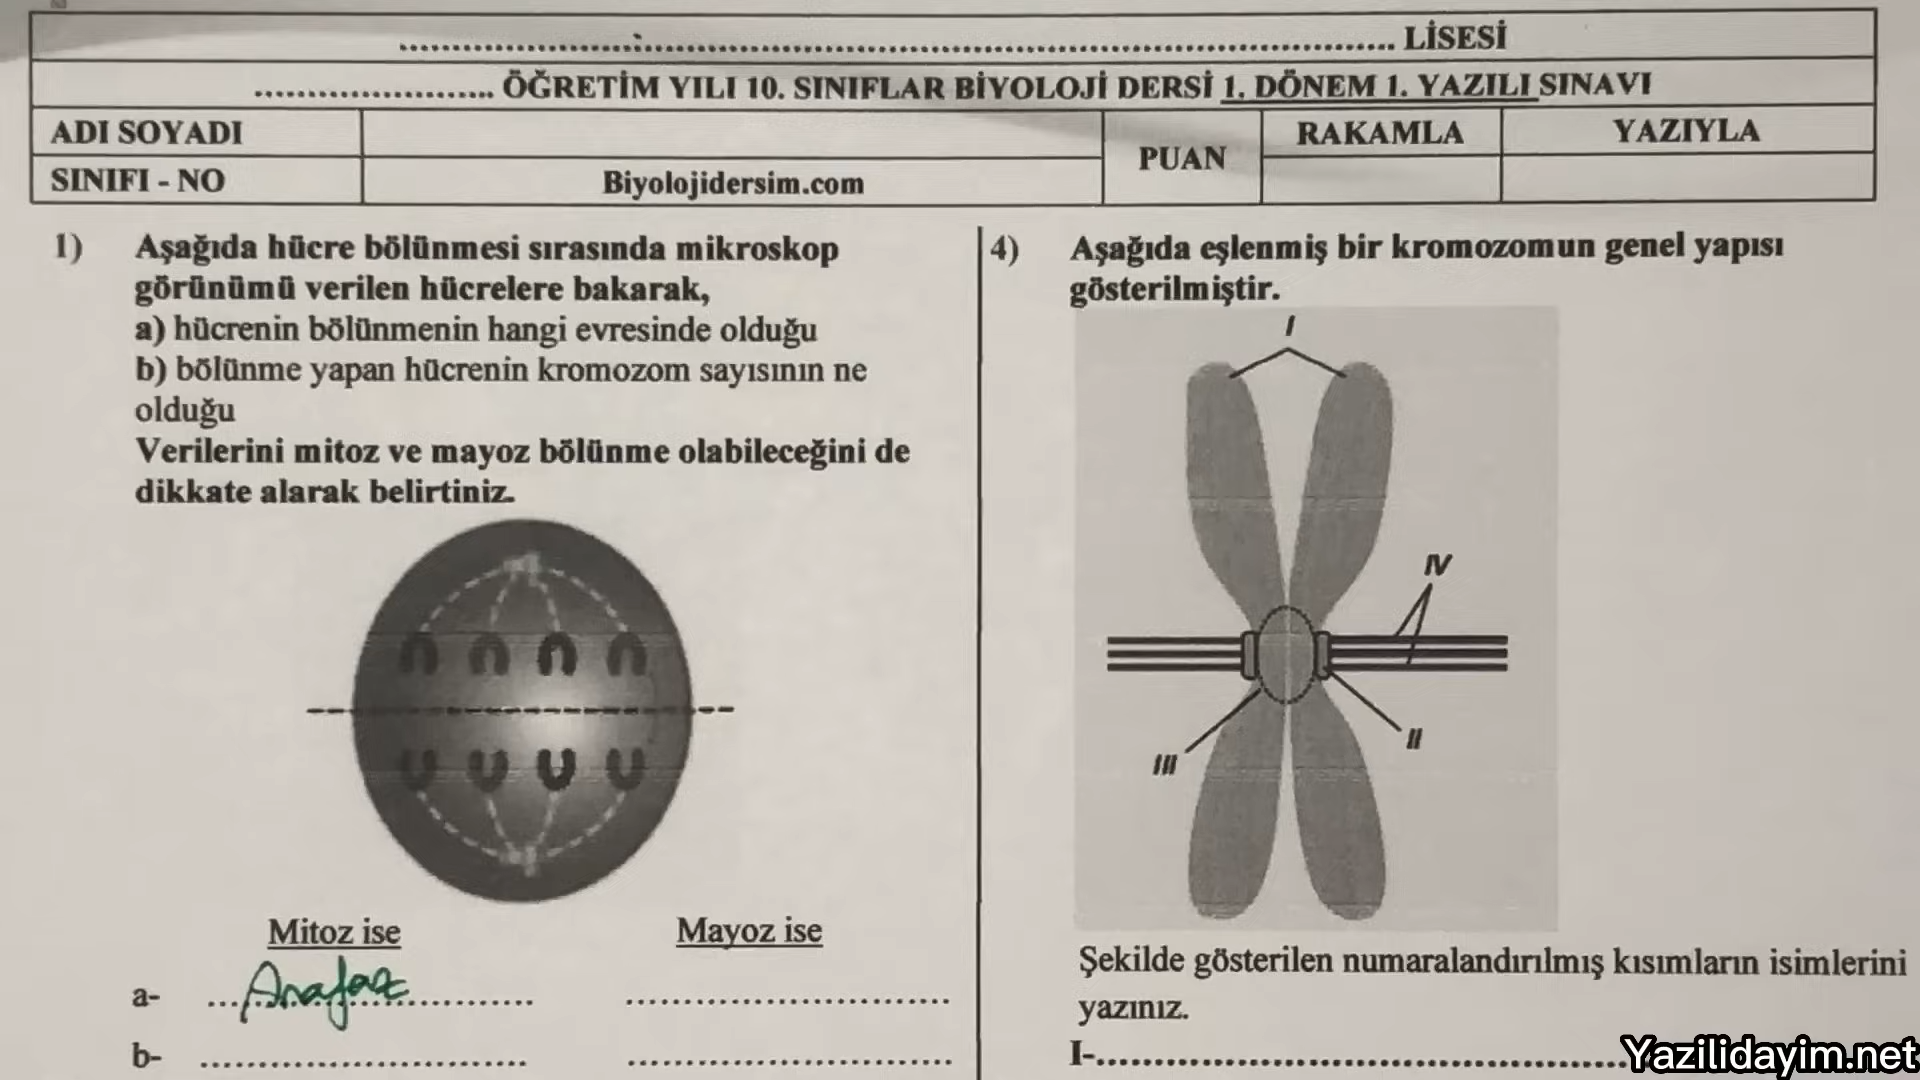 ............................................ LİSESİ
........................ ÖĞRETİM YILI 10. SINIFLAR BİYOLOJİ DERSİ 1. DÖNEM 1. YAZILI SINAVI
ADI SOYADI
PUAN
RAKAMLA
YAZIYLA
SINIFI - NO
Biyolojidersim.com
1) Aşağıda hücre bölünmesi sırasında mikroskop
görünümü verilen hücrelere bakarak,
a) hücrenin bölünmenin hangi evresinde olduğu
b) bölünme yapan hücrenin kromozom sayısının ne
olduğu
Verilerini mitoz ve mayoz bölünme olabileceğini de
dikkate alarak belirtiniz.
Mitoz ise
Mayoz ise
a- ...Anafaz............ ................................
b- ................................ ................................
4) Aşağıda eşlenmiş bir kromozomun genel yapısı
gösterilmiştir.
I
IV
II
III
Şekilde gösterilen numaralandırılmış kısımların isimlerini
yazınız.
I-......................................................
Yazilidayim.net